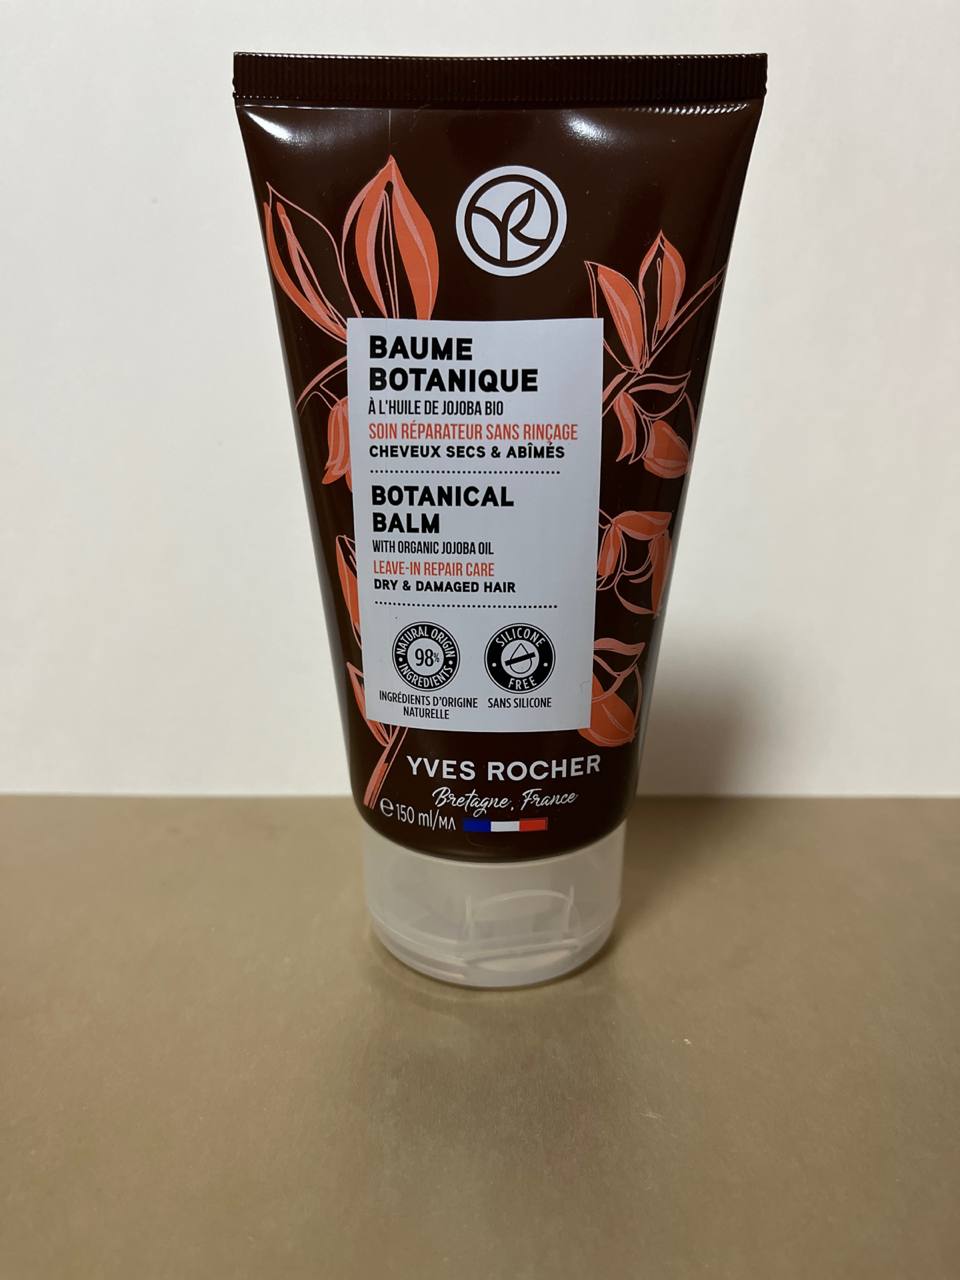 BAUME
BOTANIQUE
À L'HUILE DE JOJOBA BIO
SOIN RÉPARATEUR SANS RINÇAGE
CHEVEUX SECS & ABÎMÉS
BOTANICAL
BALM
WITH ORGANIC JOJOBA OIL
LEAVE-IN REPAIR CARE
DRY & DAMAGED HAIR
NATURAL ORIGIN
98%
INGREDIENTS
SILICONE
FREE
INGRÉDIENTS D'ORIGINE
NATURELLE
SANS SILICONE
YVES ROCHER
Bretagne, France
℮ 150 ml/MΛ